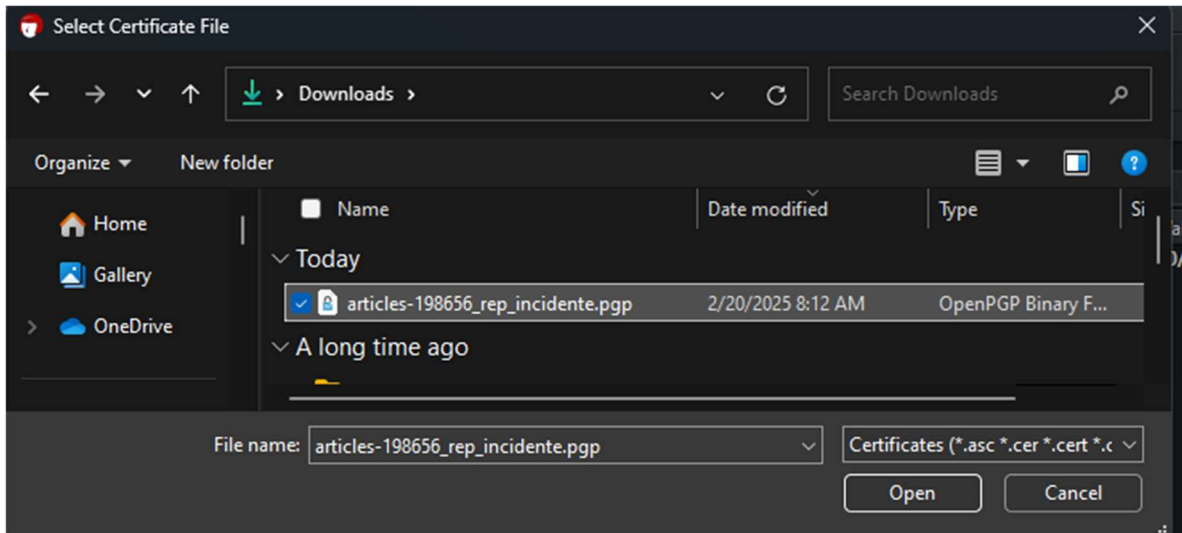 Select Certificate File
Downloads
Search Downloads
Organize
New folder
Home
Gallery
OneDrive
Name
Date modified
Type
Si
Today
articles-198656_rep_incidente.pgp
2/20/2025 8:12 AM
OpenPGP Binary F...
A long time ago
File name:
articles-198656_rep_incidente.pgp
Certificates (*.asc *.cer *.cert *.c
Open
Cancel